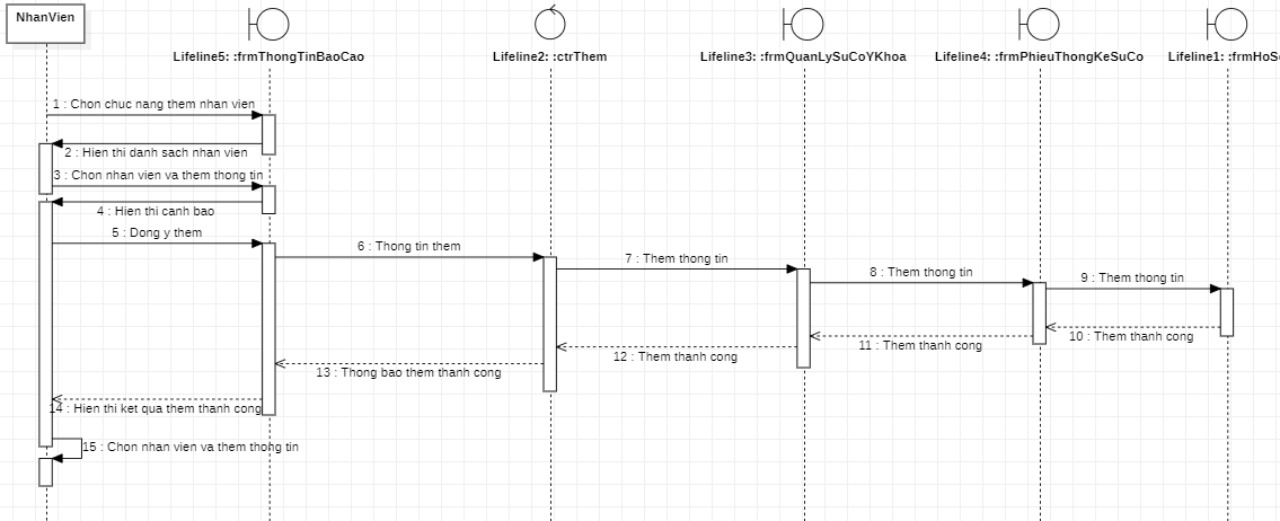 NhanVien
Lifeline5: :frmThongTinBaoCao
Lifeline2: :ctrThem
Lifeline3: :frmQuanLySuCoYKhoa
Lifeline4: :frmPhieuThongKeSuCo
Lifeline1: :frmHoS
1 : Chon chuc nang them nhan vien
2 : Hien thi danh sach nhan vien
3 : Chon nhan vien va them thong tin
4 : Hien thi canh bao
5 : Dong y them
6 : Thong tin them
7 : Them thong tin
8 : Them thong tin
9 : Them thong tin
10 : Them thanh cong
11 : Them thanh cong
12 : Them thanh cong
13 : Thong bao them thanh cong
14 : Hien thi ket qua them thanh cong
15 : Chon nhan vien va them thong tin